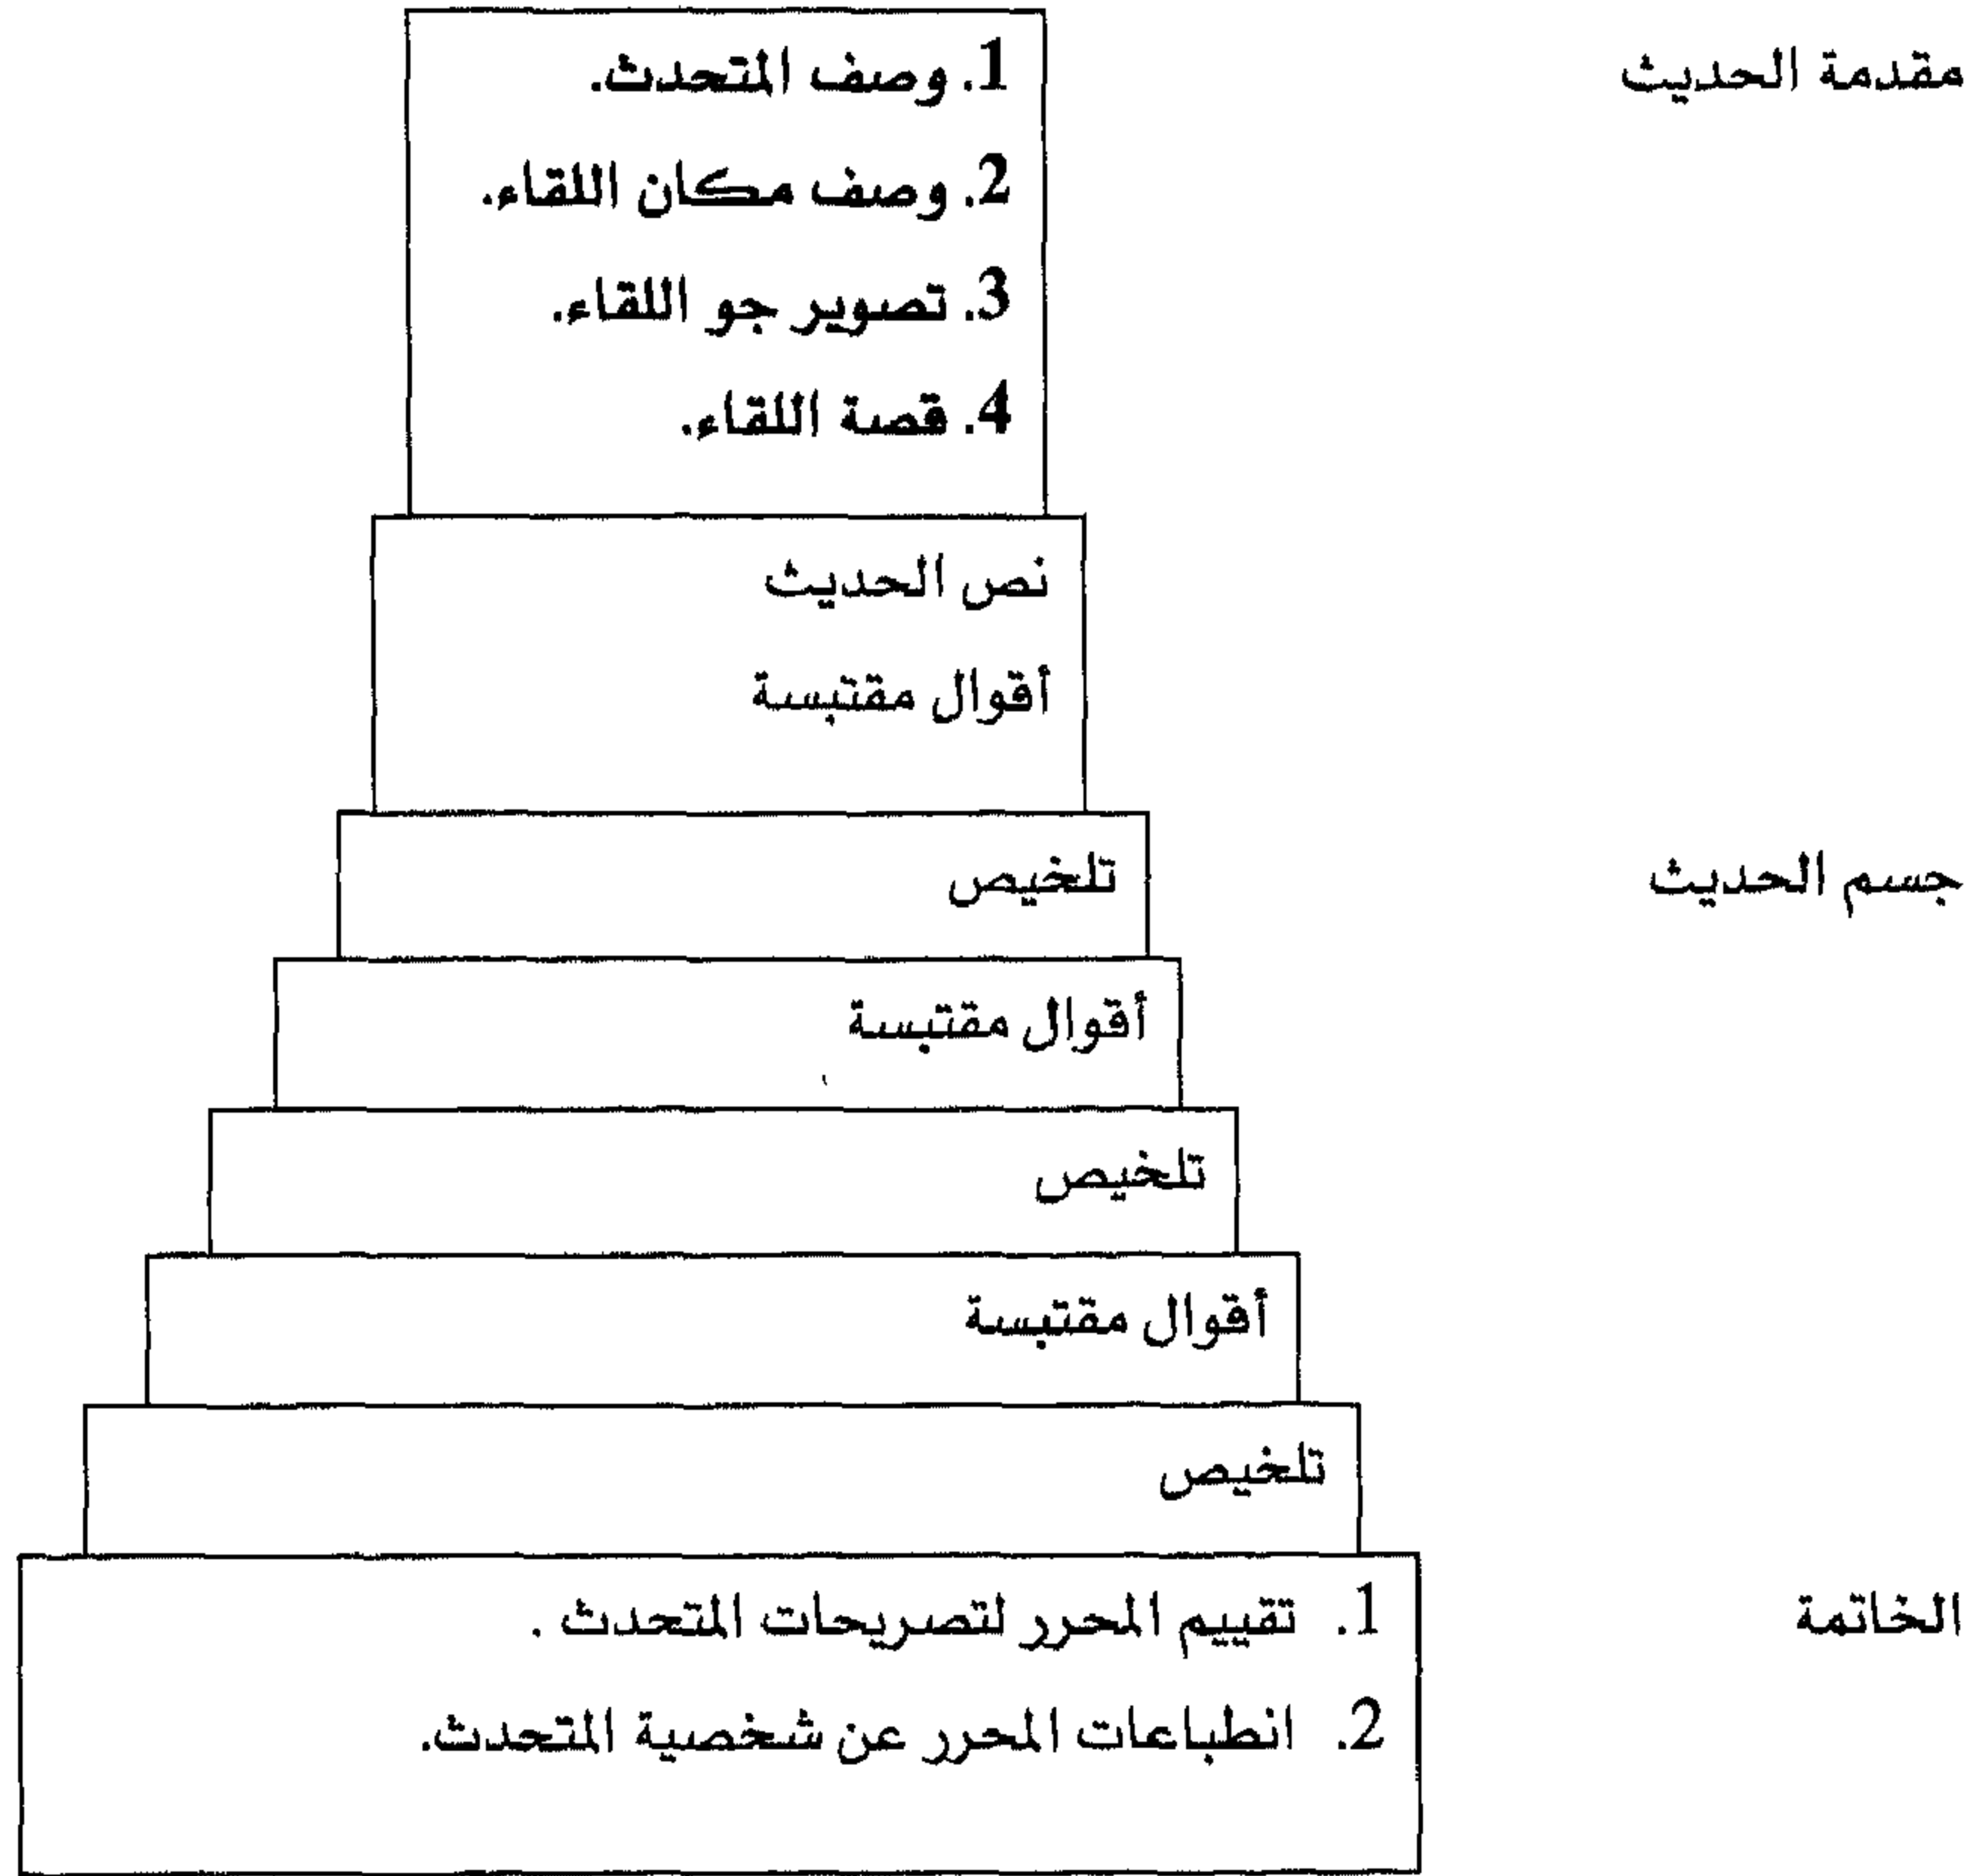 مقدمة الحديث
1. وصف المتحدث.
2. وصف مكان اللقاء.
3. تصوير جو اللقاء.
4. قصة اللقاء.
نص الحديث
أقوال مقتبسة
جسم الحديث
تلخيص
أقوال مقتبسة
تلخيص
أقوال مقتبسة
تلخيص
الخاتمة
1. تقييم المحرر لتصريحات المتحدث .
2. انطباعات المحرر عن شخصية المتحدث.